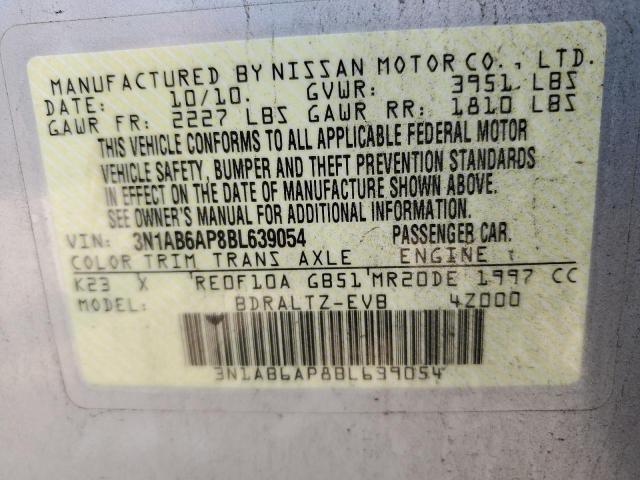 MANUFACTURED BY NISSAN MOTOR CO., LTD.
DATE: 10/10. GVWR: 3951 LBS
GAWR FR: 2227 LBS GAWR RR: 1810 LBS
THIS VEHICLE CONFORMS TO ALL APPLICABLE FEDERAL MOTOR
VEHICLE SAFETY, BUMPER AND THEFT PREVENTION STANDARDS
IN EFFECT ON THE DATE OF MANUFACTURE SHOWN ABOVE.
SEE OWNER'S MANUAL FOR ADDITIONAL INFORMATION.
VIN: 3N1AB6AP8BL639054 PASSENGER CAR.
COLOR TRIM TRANS AXLE ENGINE
K23 X RE0F10A GB51 MR20DE 1997 CC
MODEL: BDRALTZ-EVB 4Z000
3N1AB6AP8BL639054